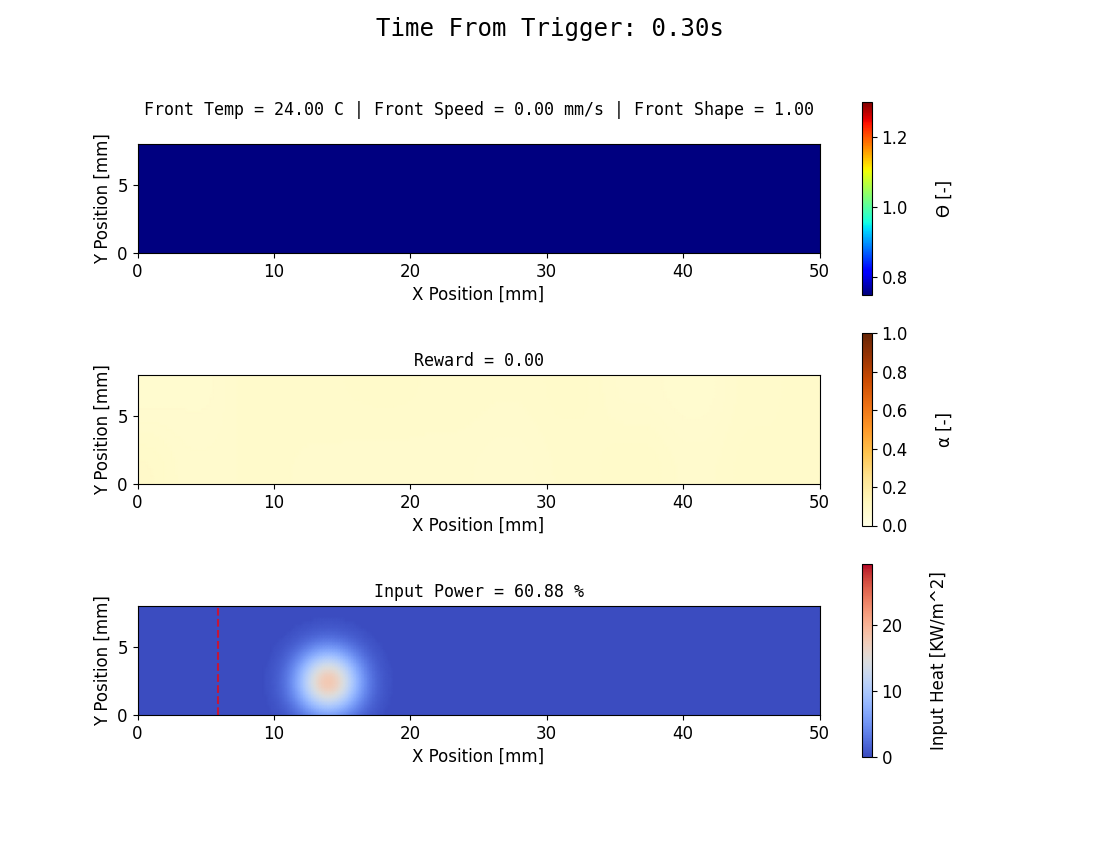 Time From Trigger: 0.30s
Front Temp = 24.00 C | Front Speed = 0.00 mm/s | Front Shape = 1.00
Y Position [mm]
5
0
0 10 20 30 40 50
X Position [mm]
1.2
1.0
0.8
Θ [-]
Reward = 0.00
Y Position [mm]
5
0
0 10 20 30 40 50
X Position [mm]
1.0
0.8
0.6
0.4
0.2
0.0
α [-]
Input Power = 60.88 %
Y Position [mm]
5
0
0 10 20 30 40 50
X Position [mm]
20
10
0
Input Heat [KW/m^2]